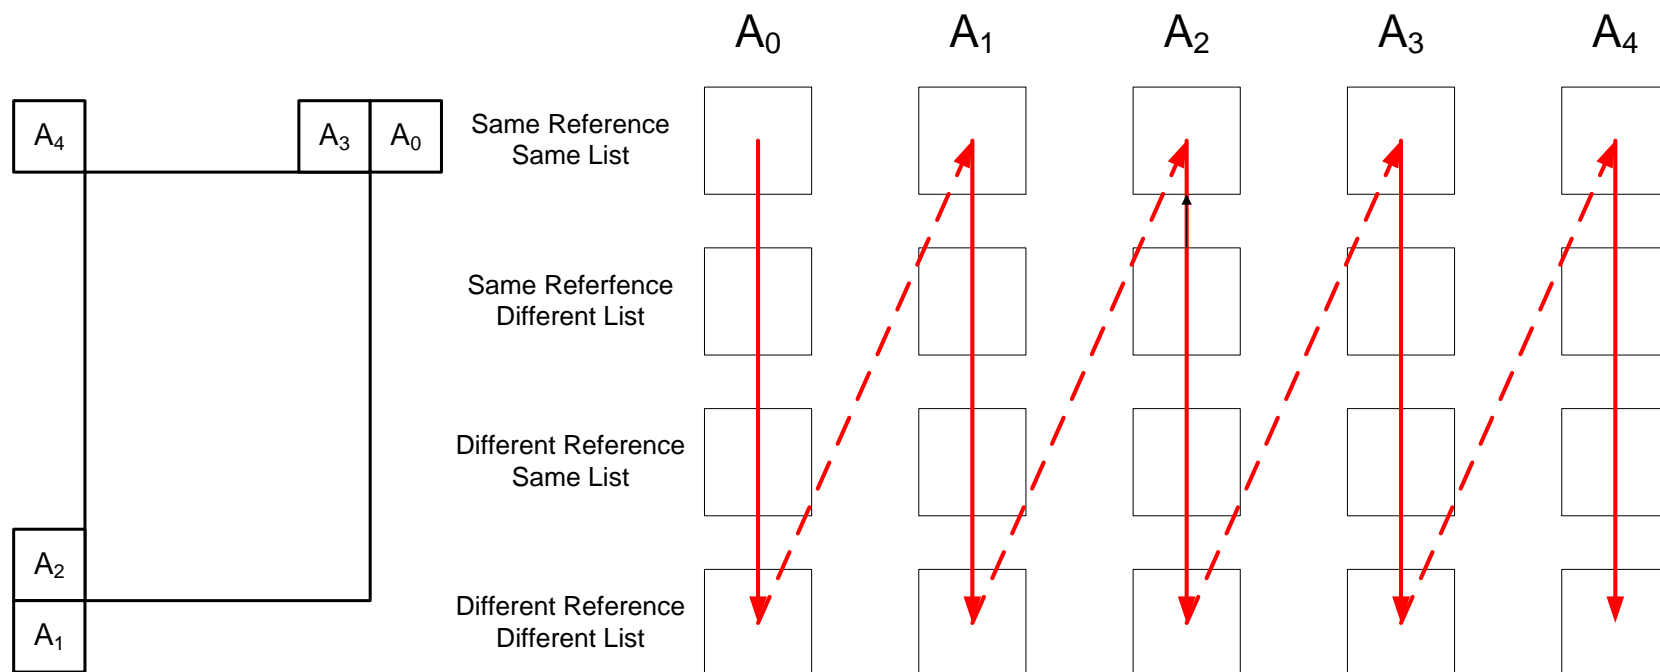 A0 A1 A2 A3 A4
A4 A3 A0
Same Reference
Same List
Same Referfence
Different List
Different Reference
Same List
A2
Different Reference
Different List
A1